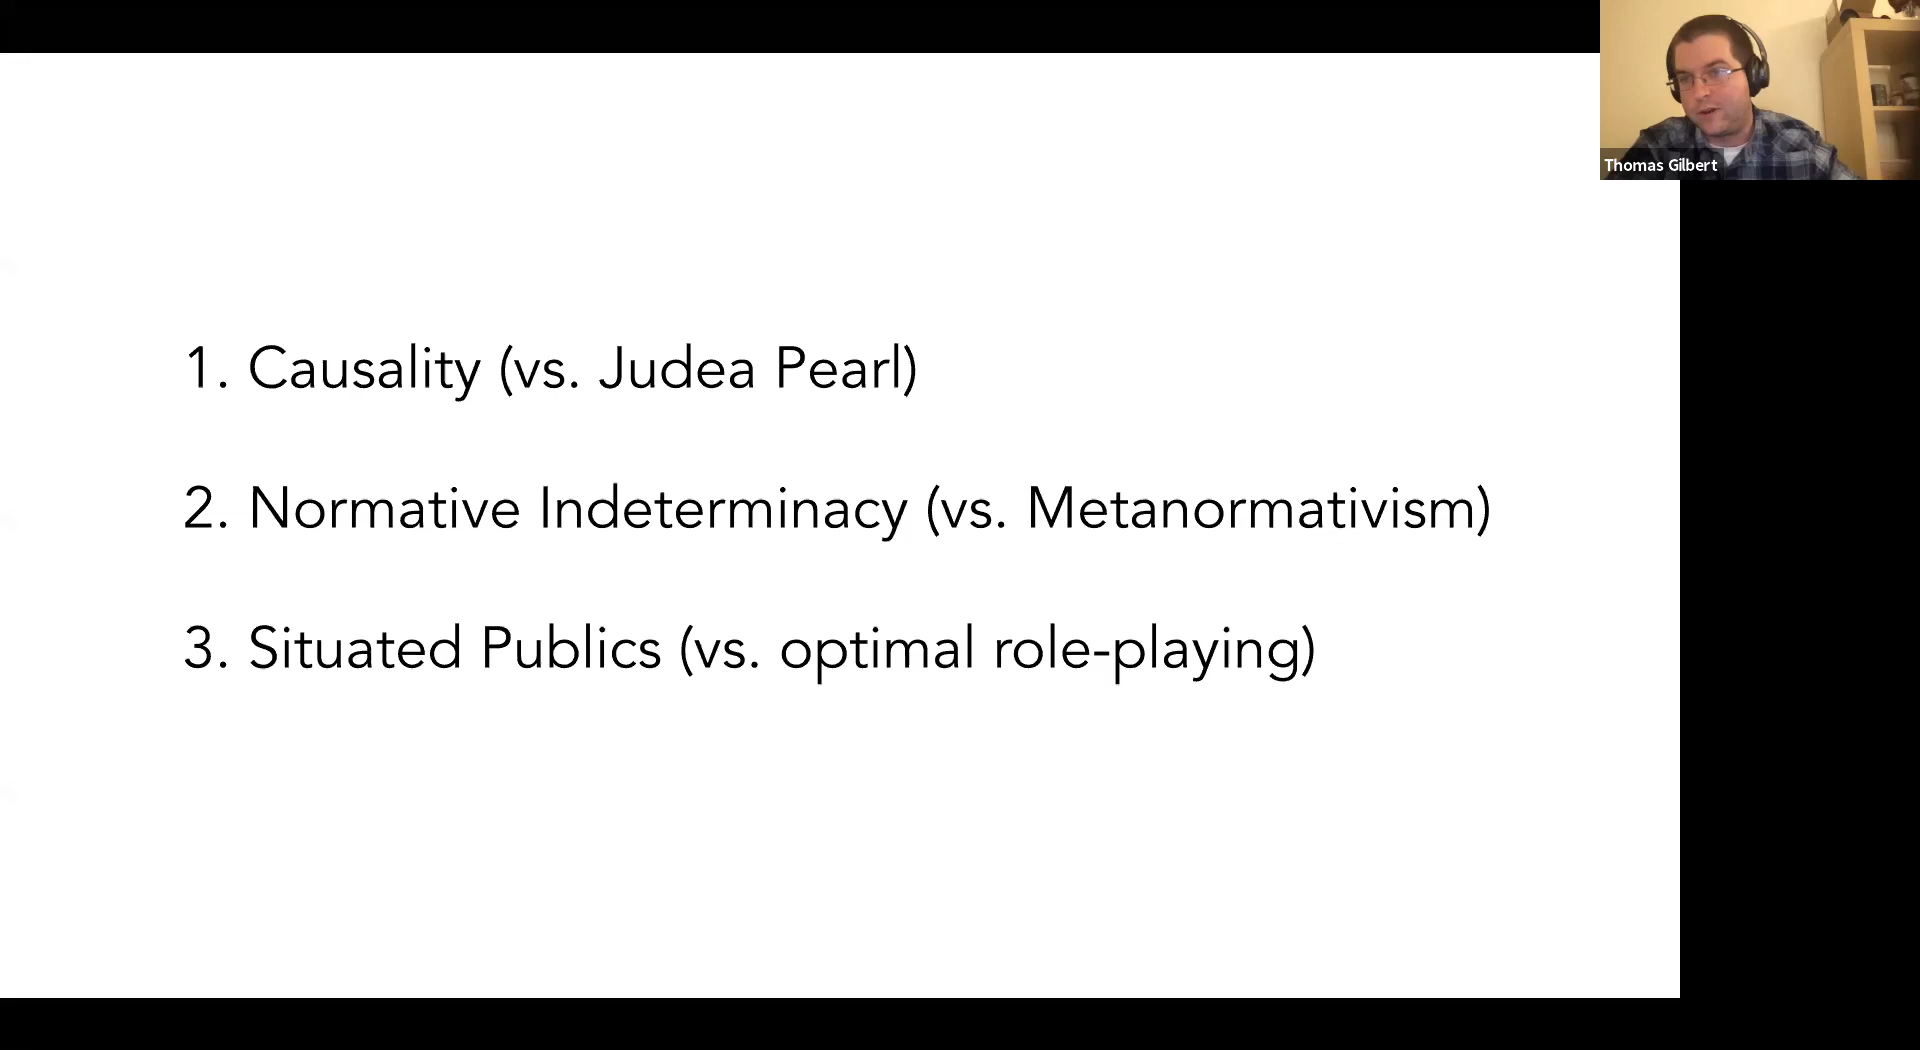 Thomas Gilbert
1. Causality (vs. Judea Pearl)
2. Normative Indeterminacy (vs. Metanormativism)
3. Situated Publics (vs. optimal role-playing)